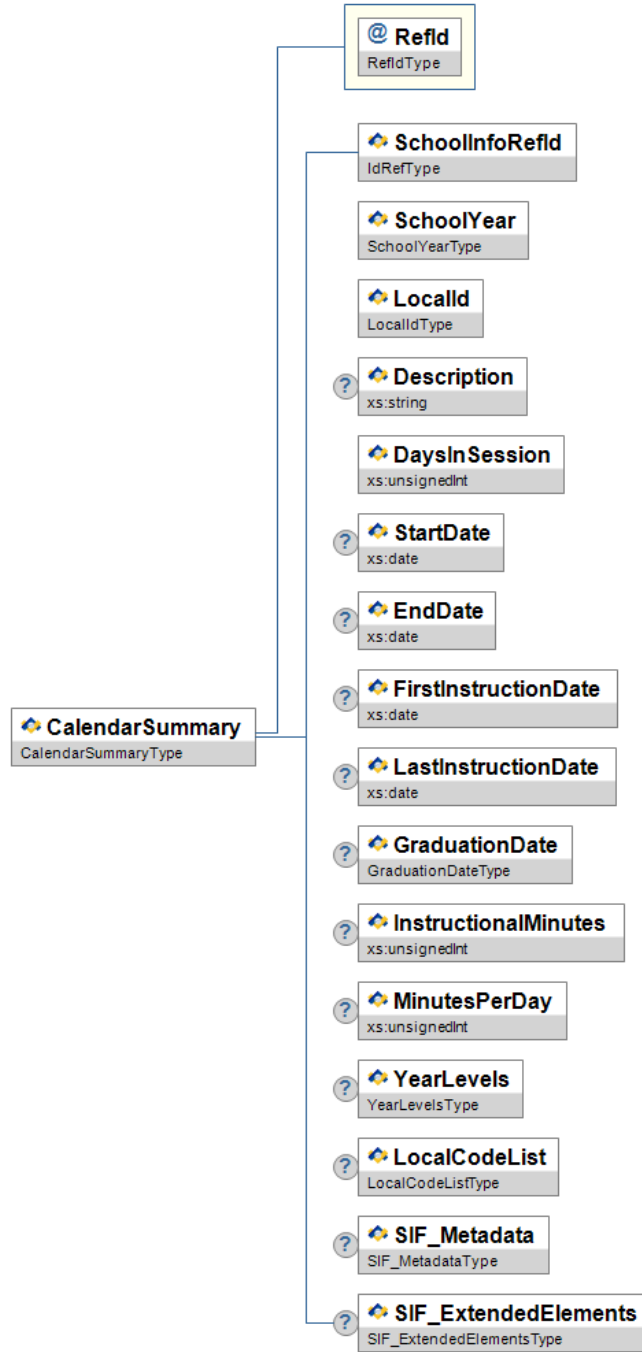 @ RefId
RefIdType
SchoolInfoRefId
IdRefType
SchoolYear
SchoolYearType
LocalId
LocalIdType
? Description
xs:string
DaysInSession
xs:unsignedInt
? StartDate
xs:date
? EndDate
xs:date
? FirstInstructionDate
xs:date
CalendarSummary
CalendarSummaryType
? LastInstructionDate
xs:date
? GraduationDate
GraduationDateType
? InstructionalMinutes
xs:unsignedInt
? MinutesPerDay
xs:unsignedInt
? YearLevels
YearLevelsType
? LocalCodeList
LocalCodeListType
? SIF_Metadata
SIF_MetadataType
? SIF_ExtendedElements
SIF_ExtendedElementsType